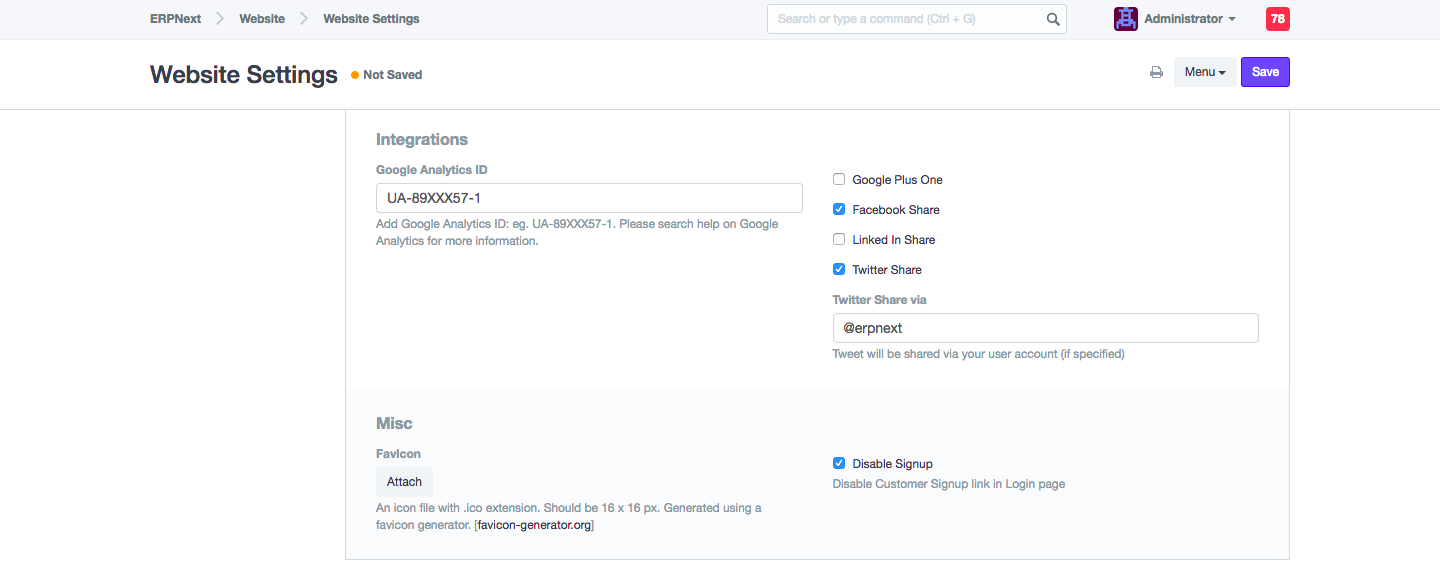 ERPNext Website Website Settings
Search or type a command (Ctrl + G)
Administrator
78
Website Settings
Not Saved
Menu
Save
Integrations
Google Analytics ID
UA-89XXX57-1
Add Google Analytics ID: eg. UA-89XXX57-1. Please search help on Google
Analytics for more information.
Google Plus One
Facebook Share
Linked In Share
Twitter Share
Twitter Share via
@erpnext
Tweet will be shared via your user account (if specified)
Misc
FavIcon
Attach
An icon file with .ico extension. Should be 16 x 16 px. Generated using a
favicon generator. [favicon-generator.org]
Disable Signup
Disable Customer Signup link in Login page